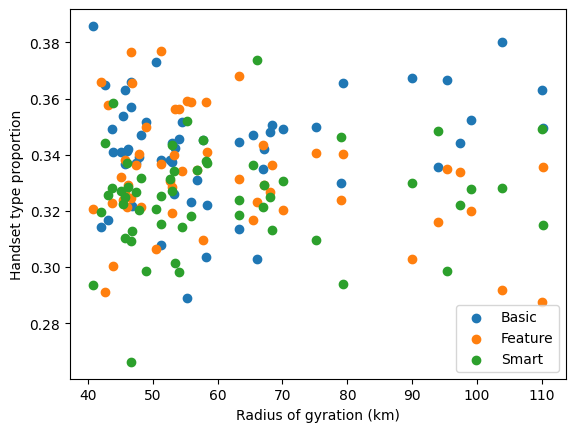 0.38
0.36
0.34
0.32
0.30
0.28
Handset type proportion
40
50
60
70
80
90
100
110
Radius of gyration (km)
Basic
Feature
Smart